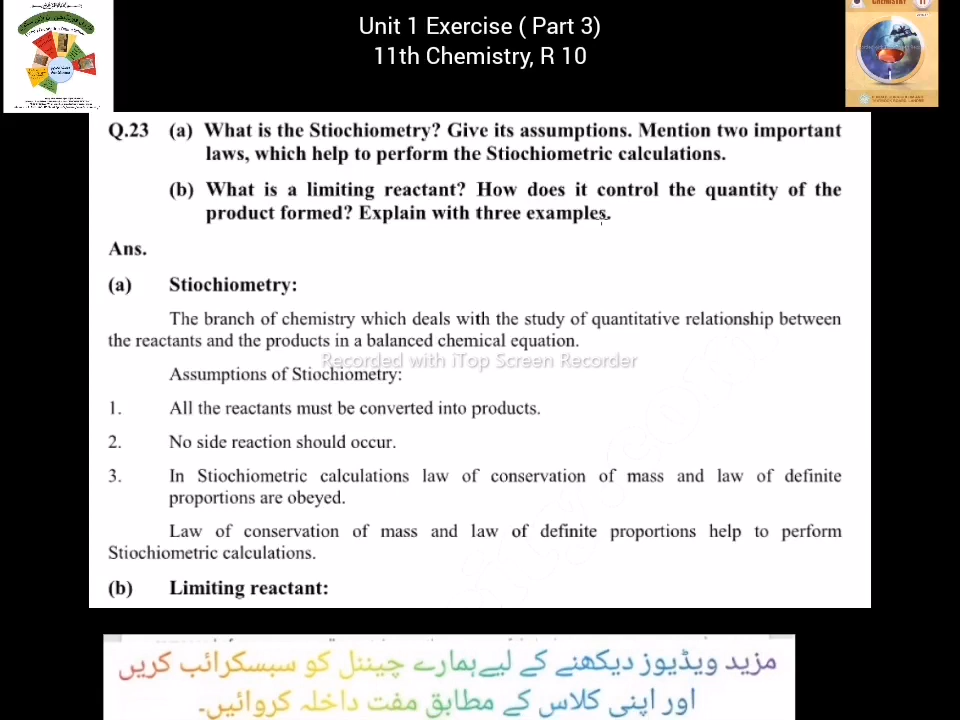 Unit 1 Exercise ( Part 3)
11th Chemistry, R 10
CHEMISTRY 11
Q.23 (a) What is the Stiochiometry? Give its assumptions. Mention two important
laws, which help to perform the Stiochiometric calculations.
(b) What is a limiting reactant? How does it control the quantity of the
product formed? Explain with three examples.
Ans.
(a) Stiochiometry:
The branch of chemistry which deals with the study of quantitative relationship between
the reactants and the products in a balanced chemical equation.
Recorded with iTop Screen Recorder
Assumptions of Stiochiometry:
1. All the reactants must be converted into products.
2. No side reaction should occur.
3. In Stiochiometric calculations law of conservation of mass and law of definite
proportions are obeyed.
Law of conservation of mass and law of definite proportions help to perform
Stiochiometric calculations.
(b) Limiting reactant:
مزید ویڈیوز دیکھنے کے لیے ہمارے چیننل کو سبسکرائب کریں
اور اپنی کلاس کے مطابق مفت داخلہ کروائیں۔